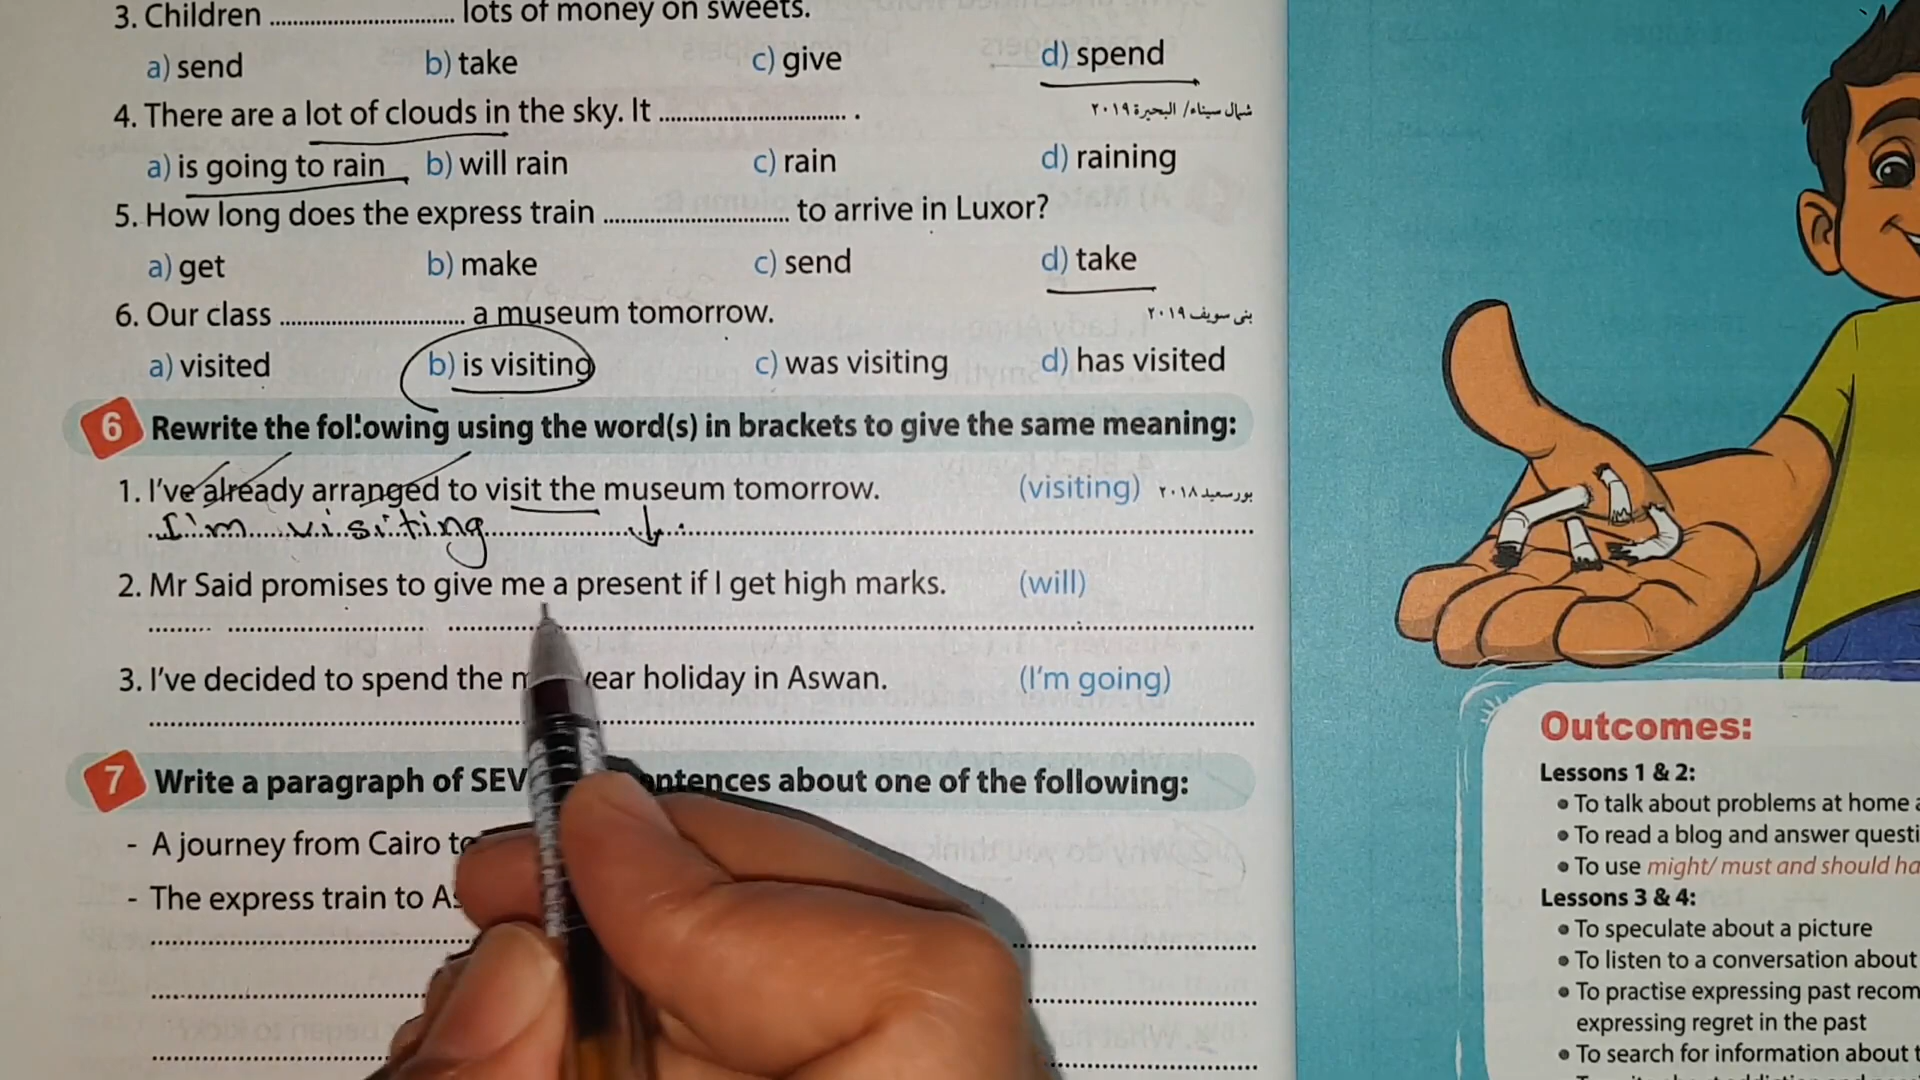 3. Children .............................. lots of money on sweets.
a) send b) take c) give d) spend
4. There are a lot of clouds in the sky. It .............................. . شمال سيناء/ البحيرة ٢٠١٩
a) is going to rain b) will rain c) rain d) raining
5. How long does the express train .............................. to arrive in Luxor?
a) get b) make c) send d) take
6. Our class .............................. a museum tomorrow. بنى سويف ٢٠١٩
a) visited b) is visiting c) was visiting d) has visited
6 Rewrite the following using the word(s) in brackets to give the same meaning:
1. I've already arranged to visit the museum tomorrow. (visiting) بورسعيد ٢٠١٨
I'm visiting
2. Mr Said promises to give me a present if I get high marks. (will)
3. I've decided to spend the year holiday in Aswan. (I'm going)
7 Write a paragraph of about one of the following:
- A journey from Cairo
- The express train to
Outcomes:
Lessons 1 & 2:
• To talk about problems at home
• To read a blog and answer
• To use might/ must and should
Lessons 3 & 4:
• To speculate about a picture
• To listen to a conversation about
• To practise expressing past
expressing regret in the past
• To search for information about